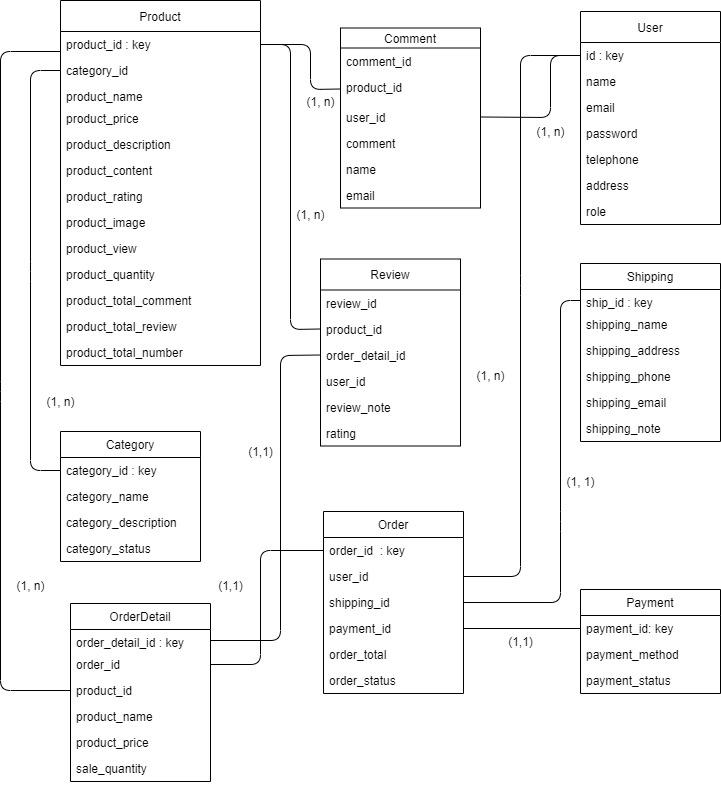 Product
product_id : key
category_id
product_name
product_price
product_description
product_content
product_rating
product_image
product_view
product_quantity
product_total_comment
product_total_review
product_total_number
Comment
comment_id
product_id
user_id
comment
name
email
User
id : key
name
email
password
telephone
address
role
(1, n)
(1, n)
(1, n)
Review
review_id
product_id
order_detail_id
user_id
review_note
rating
Shipping
ship_id : key
shipping_name
shipping_address
shipping_phone
shipping_email
shipping_note
(1, n)
(1, n)
(1,1)
(1, 1)
Category
category_id : key
category_name
category_description
category_status
Order
order_id : key
user_id
shipping_id
payment_id
order_total
order_status
(1, n)
(1,1)
(1,1)
OrderDetail
order_detail_id : key
order_id
product_id
product_name
product_price
sale_quantity
Payment
payment_id: key
payment_method
payment_status